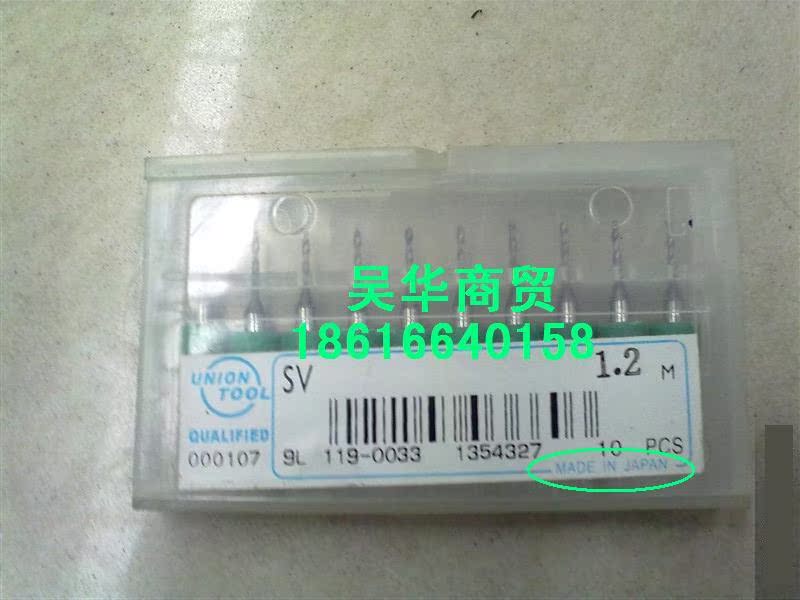 吴华商贸
18616640158
UNION TOOL
SV 1.2 M
QUALIFIED
000107 9L 119-0033 1354327 10 PCS
MADE IN JAPAN